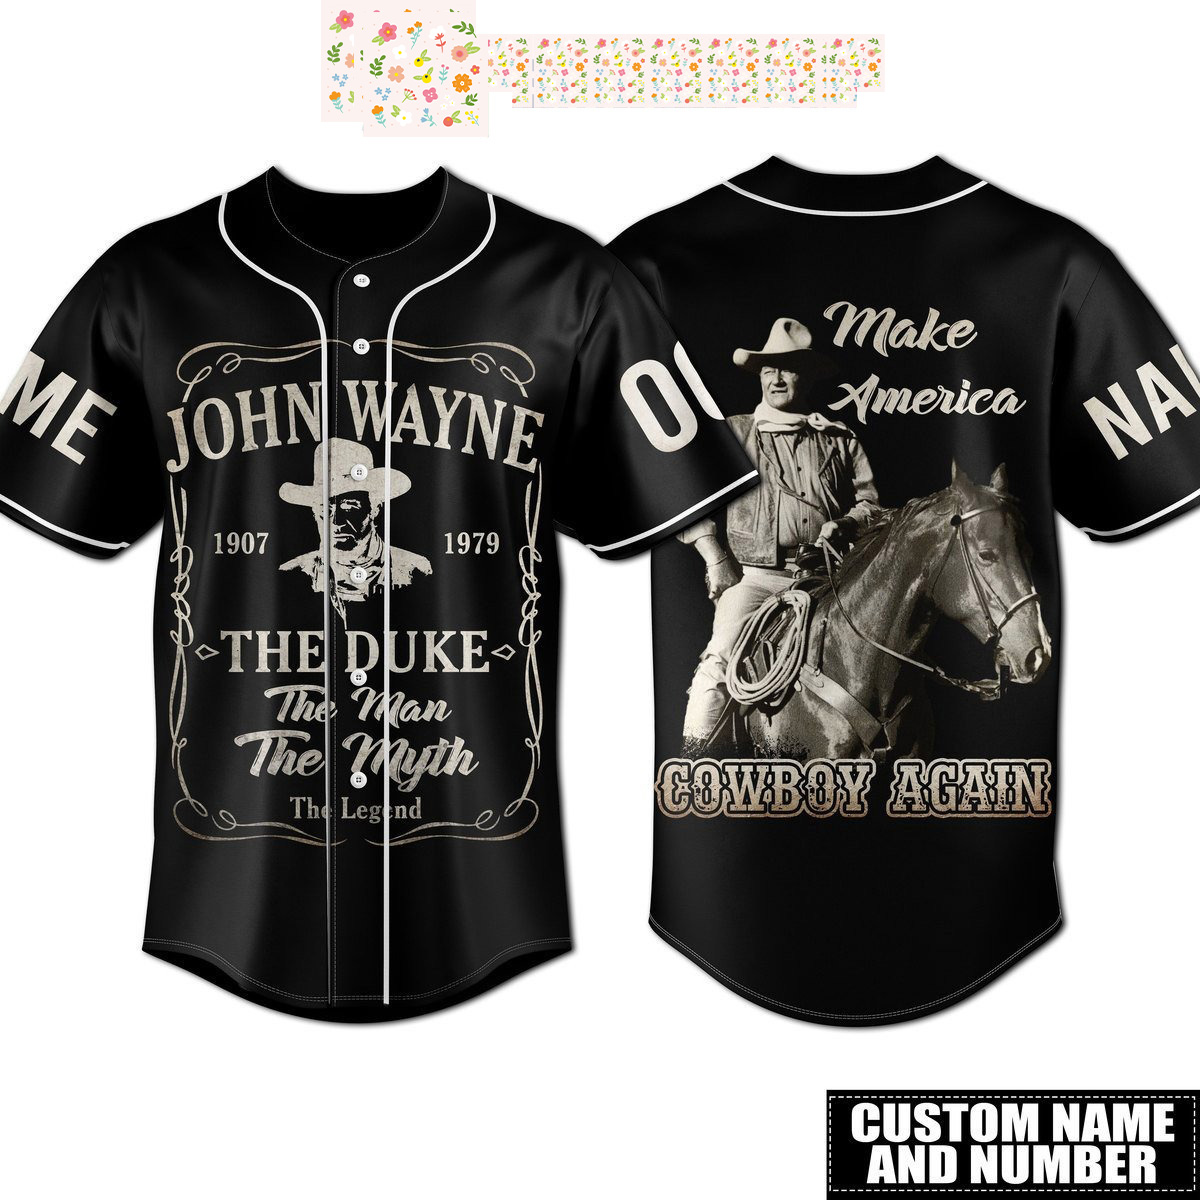 JOHN WAYNE
1907 1979
THE DUKE
The Man
The Myth
The Legend
ME
00
Make
America
COWBOY AGAIN
NA
CUSTOM NAME
AND NUMBER